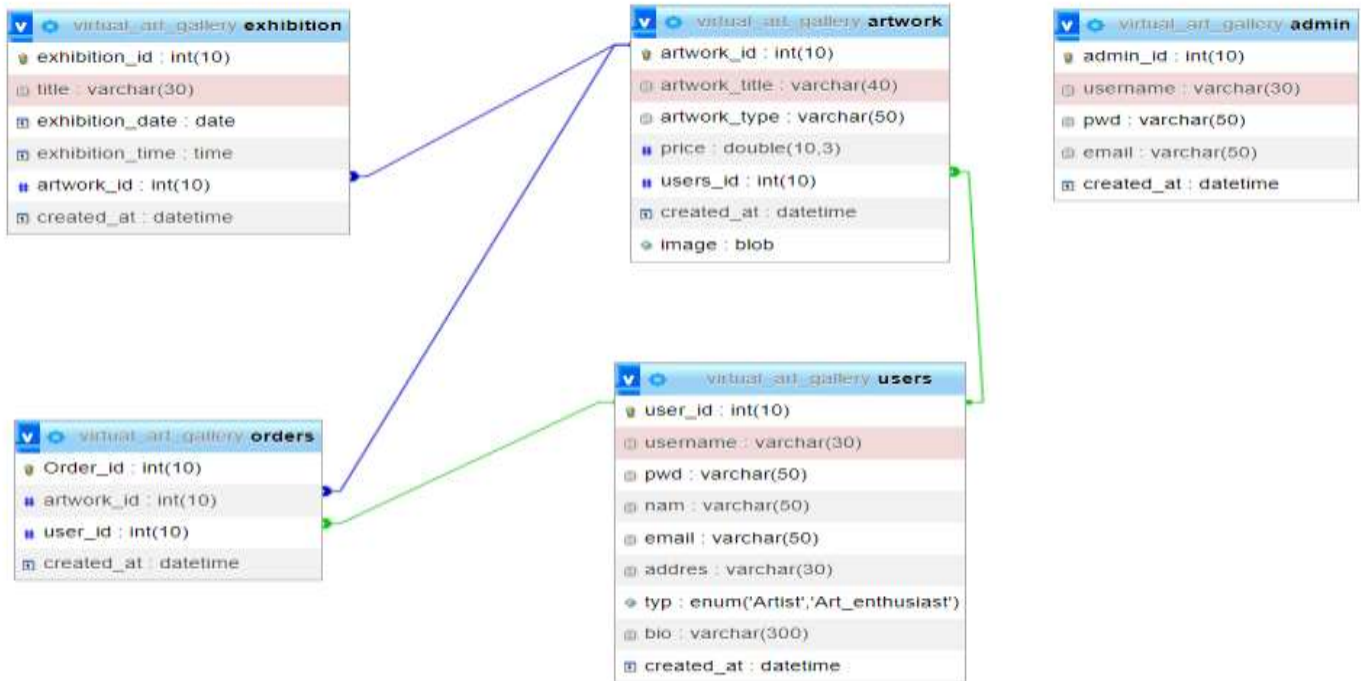 virtual_art_gallery exhibition
exhibition_id : int(10)
title : varchar(30)
exhibition_date : date
exhibition_time : time
artwork_id : int(10)
created_at : datetime
virtual_art_gallery artwork
artwork_id : int(10)
artwork_title : varchar(40)
artwork_type : varchar(50)
price : double(10,3)
users_id : int(10)
created_at : datetime
image : blob
virtual_art_gallery admin
admin_id : int(10)
username : varchar(30)
pwd : varchar(50)
email : varchar(50)
created_at : datetime
virtual_art_gallery orders
Order_id : int(10)
artwork_id : int(10)
user_id : int(10)
created_at : datetime
virtual_art_gallery users
user_id : int(10)
username : varchar(30)
pwd : varchar(50)
nam : varchar(50)
email : varchar(50)
addres : varchar(30)
typ : enum('Artist','Art_enthusiast')
bio : varchar(300)
created_at : datetime